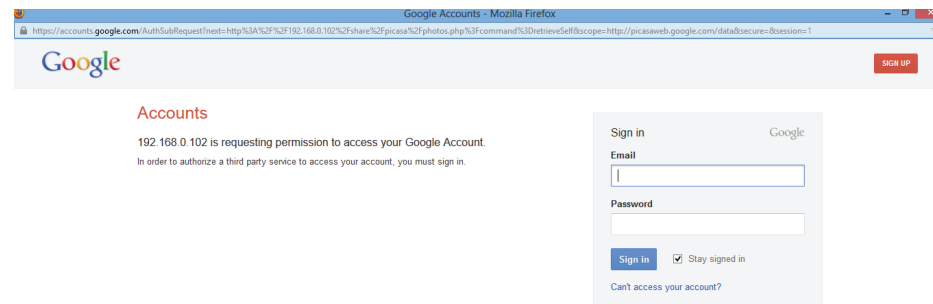 Google Accounts - Mozilla Firefox
https://accounts.google.com/AuthSubRequest?next=http%3A%2F%2F192.168.0.102%2Fshare%2Fpicasa%2Fphotos.php%3Fcommand%3DretrieveSelf&scope=http://picasaweb.google.com/data&secure=&session=1
Google
SIGN UP
Accounts
192.168.0.102 is requesting permission to access your Google Account.
In order to authorize a third party service to access your account, you must sign in.
Sign in Google
Email
Password
Sign in Stay signed in
Can't access your account?